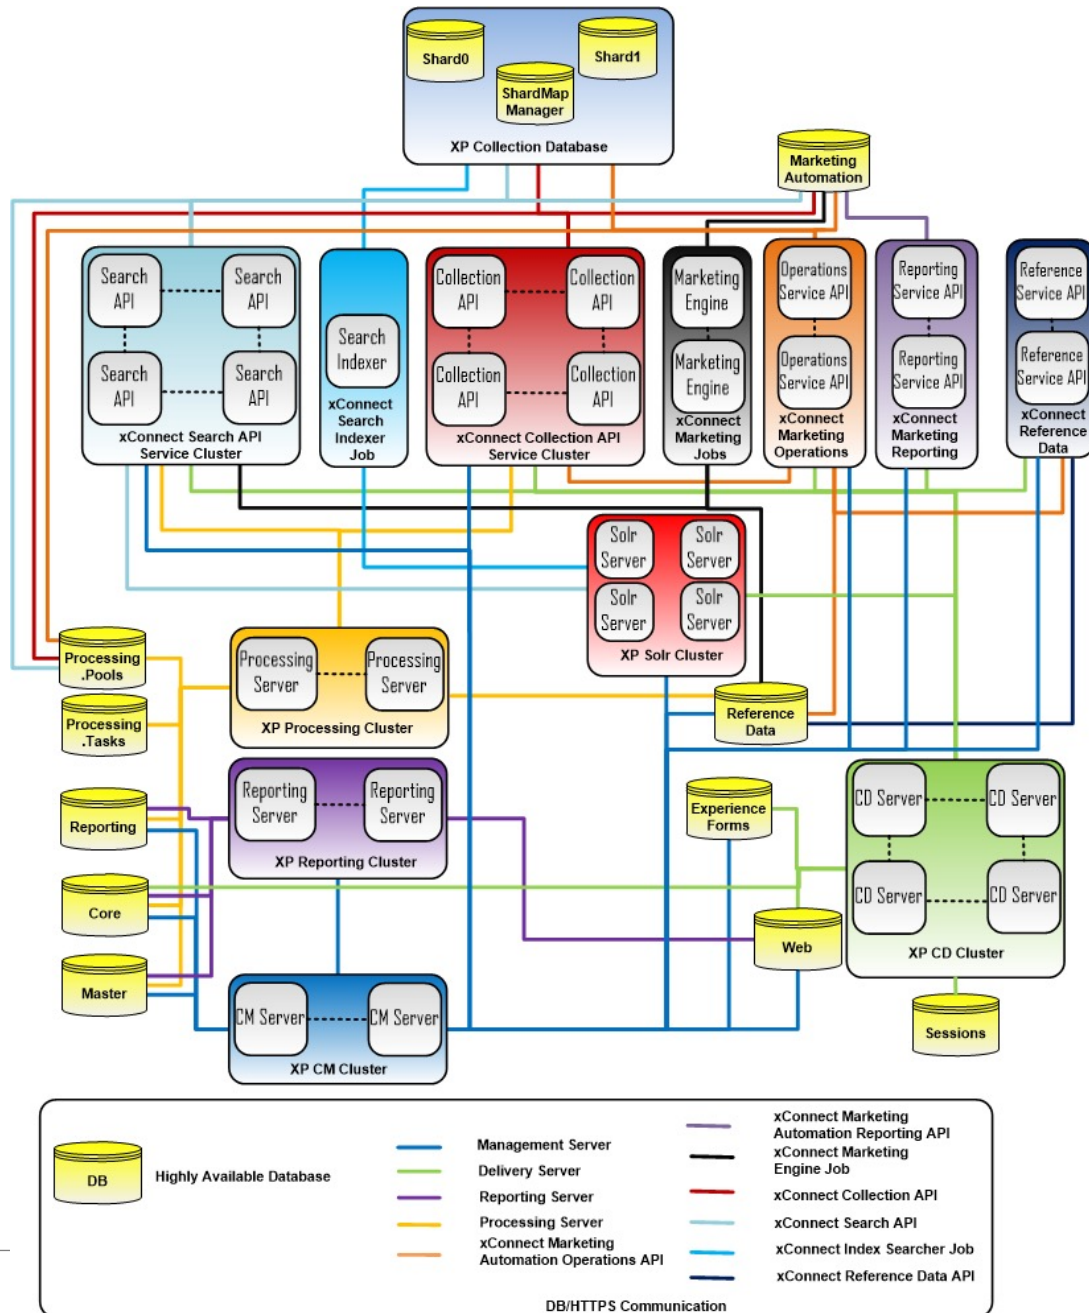 Shard0
Shard1
ShardMap
Manager
XP Collection Database
Marketing
Automation
Search
API
Search
API
Search
API
Search
API
xConnect Search API
Service Cluster
Search
Indexer
xConnect
Search
Indexer
Job
Collection
API
Collection
API
Collection
API
Collection
API
xConnect Collection API
Service Cluster
Marketing
Engine
Marketing
Engine
xConnect
Marketing
Jobs
Operations
Service API
Operations
Service API
xConnect
Marketing
Operations
Reporting
Service API
Reporting
Service API
xConnect
Marketing
Reporting
Reference
Service API
Reference
Service API
xConnect
Reference
Data
Solr
Server
Solr
Server
Solr
Server
Solr
Server
XP Solr Cluster
Processing
.Pools
Processing
.Tasks
Processing
Server
Processing
Server
XP Processing Cluster
Reference
Data
Reporting
Reporting
Server
Reporting
Server
XP Reporting Cluster
Experience
Forms
CD Server
CD Server
CD Server
CD Server
XP CD Cluster
Core
Web
Master
CM Server
CM Server
XP CM Cluster
Sessions
DB
Highly Available Database
Management Server
Delivery Server
Reporting Server
Processing Server
xConnect Marketing
Automation Operations API
xConnect Marketing
Automation Reporting API
xConnect Marketing
Engine Job
xConnect Collection API
xConnect Search API
xConnect Index Searcher Job
xConnect Reference Data API
DB/HTTPS Communication